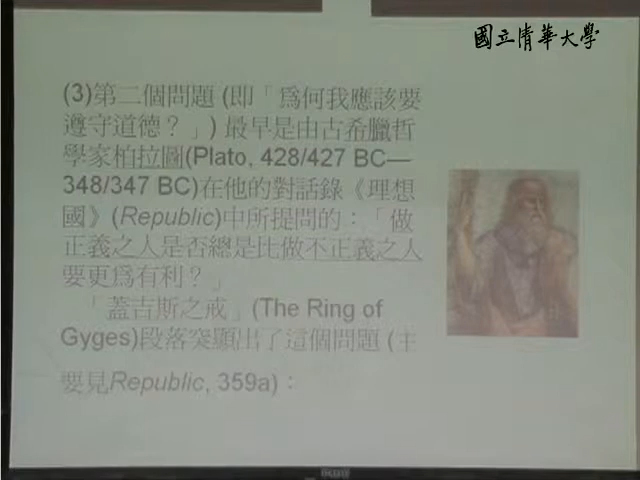 國立清華大學
(3)第二個問題 (即「為何我應該要
遵守道德？」) 最早是由古希臘哲
學家柏拉圖(Plato, 428/427 BC—
348/347 BC)在他的對話錄《理想
國》(Republic)中所提問的：「做
正義之人是否總是比做不正義之人
要更為有利？」
「蓋吉斯之戒」(The Ring of
Gyges)段落突顯出了這個問題 (主
要見Republic, 359a)：